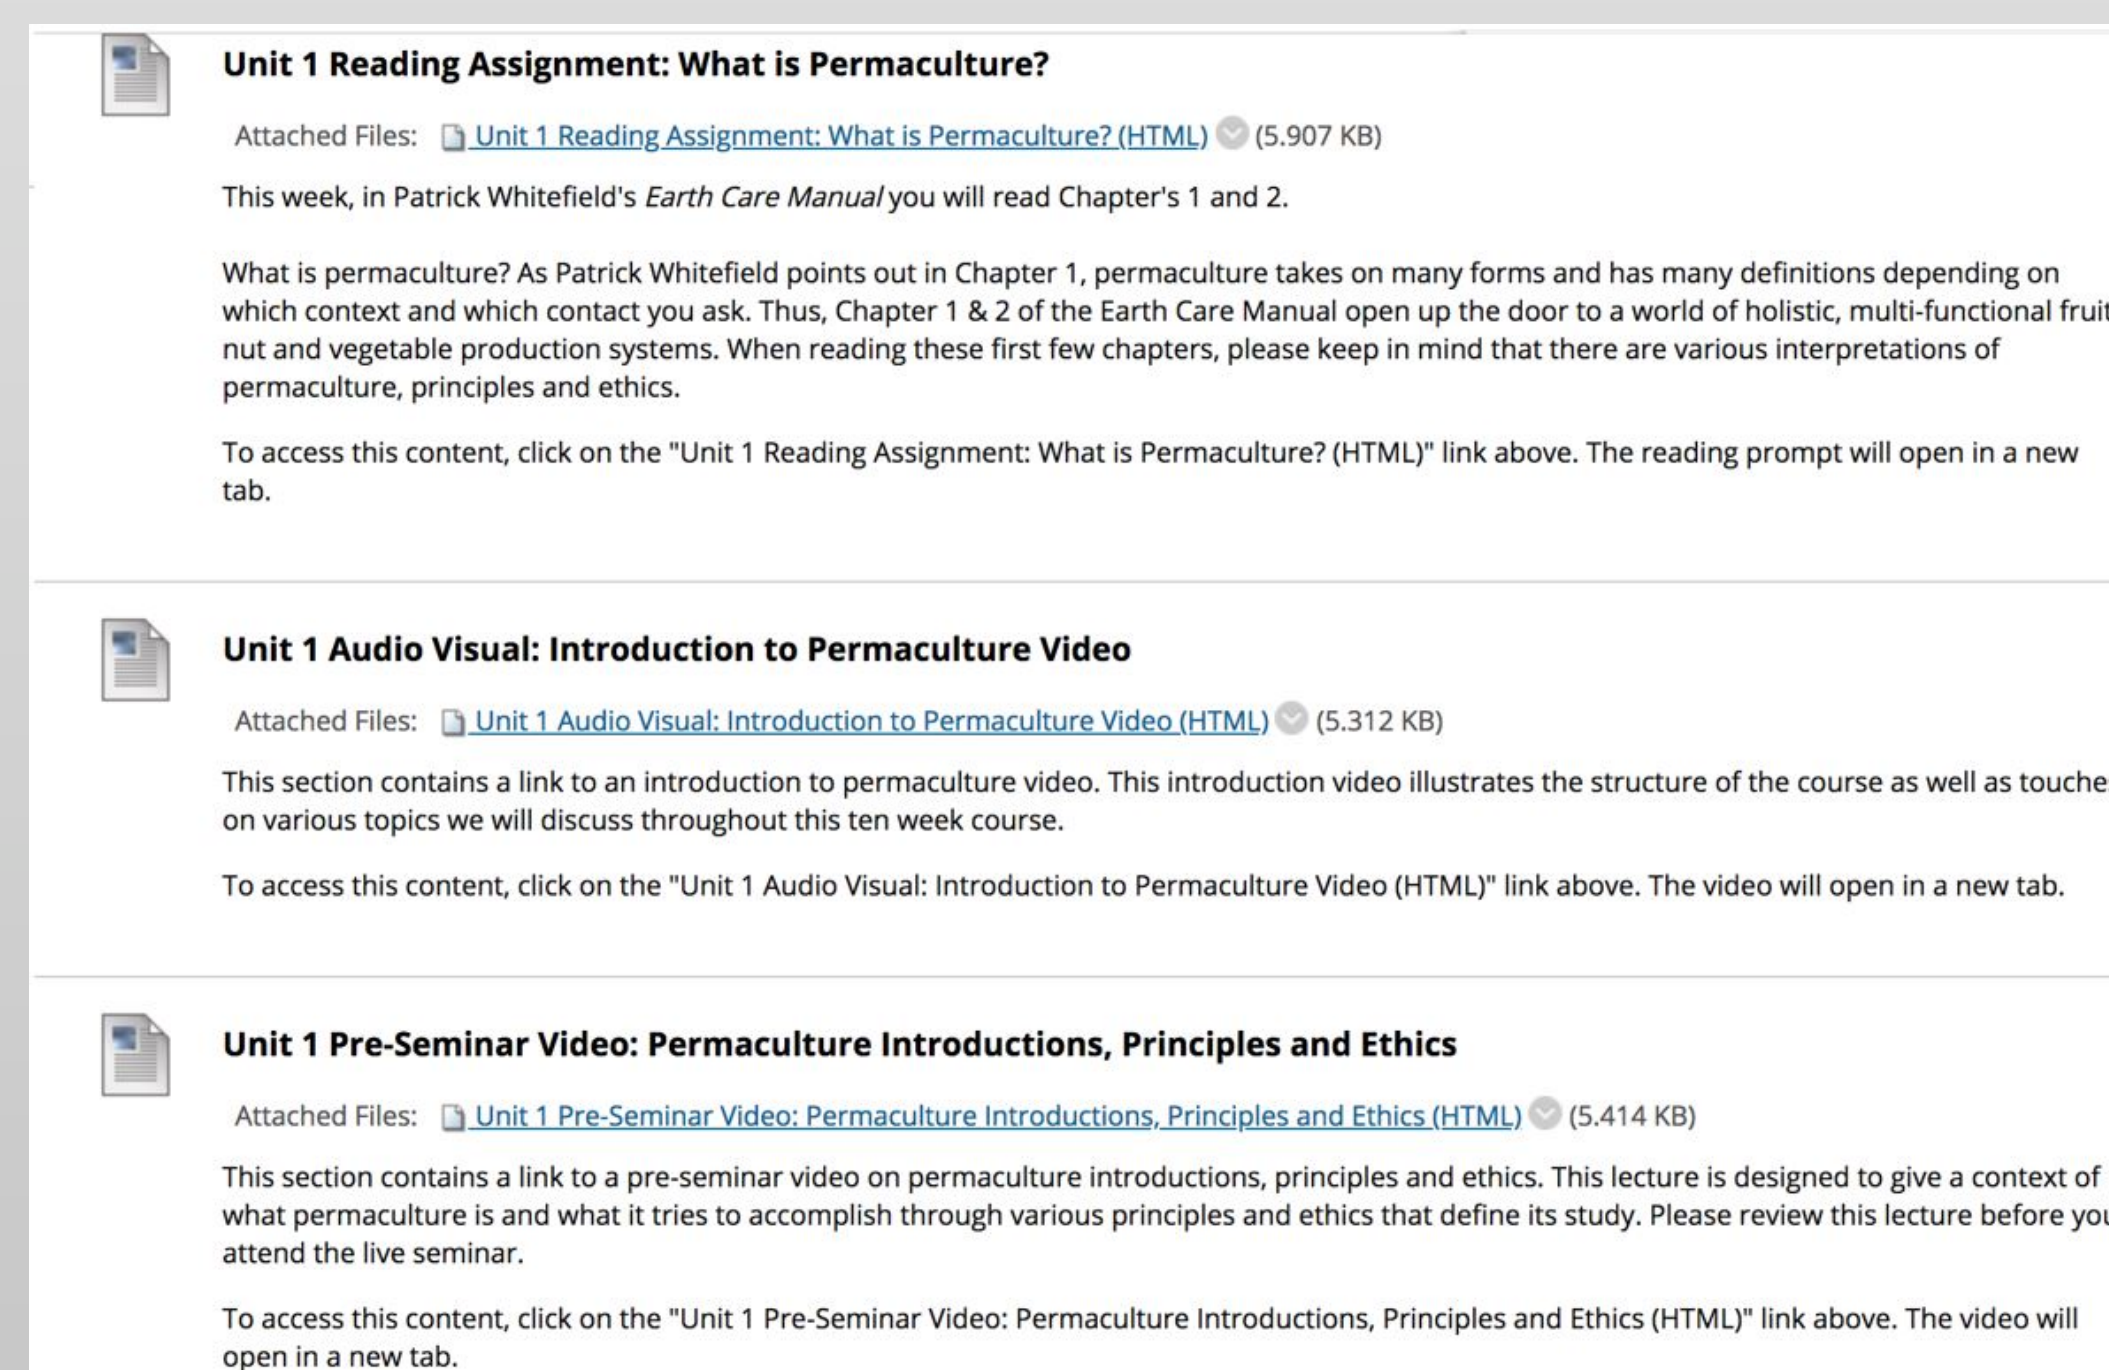 Unit 1 Reading Assignment: What is Permaculture?
Attached Files: Unit 1 Reading Assignment: What is Permaculture? (HTML) (5.907 KB)
This week, in Patrick Whitefield's Earth Care Manual you will read Chapter's 1 and 2.
What is permaculture? As Patrick Whitefield points out in Chapter 1, permaculture takes on many forms and has many definitions depending on
which context and which contact you ask. Thus, Chapter 1 & 2 of the Earth Care Manual open up the door to a world of holistic, multi-functional fruit
nut and vegetable production systems. When reading these first few chapters, please keep in mind that there are various interpretations of
permaculture, principles and ethics.
To access this content, click on the "Unit 1 Reading Assignment: What is Permaculture? (HTML)" link above. The reading prompt will open in a new
tab.
Unit 1 Audio Visual: Introduction to Permaculture Video
Attached Files: Unit 1 Audio Visual: Introduction to Permaculture Video (HTML) (5.312 KB)
This section contains a link to an introduction to permaculture video. This introduction video illustrates the structure of the course as well as touche
on various topics we will discuss throughout this ten week course.
To access this content, click on the "Unit 1 Audio Visual: Introduction to Permaculture Video (HTML)" link above. The video will open in a new tab.
Unit 1 Pre-Seminar Video: Permaculture Introductions, Principles and Ethics
Attached Files: Unit 1 Pre-Seminar Video: Permaculture Introductions, Principles and Ethics (HTML) (5.414 KB)
This section contains a link to a pre-seminar video on permaculture introductions, principles and ethics. This lecture is designed to give a context of
what permaculture is and what it tries to accomplish through various principles and ethics that define its study. Please review this lecture before you
attend the live seminar.
To access this content, click on the "Unit 1 Pre-Seminar Video: Permaculture Introductions, Principles and Ethics (HTML)" link above. The video will
open in a new tab.